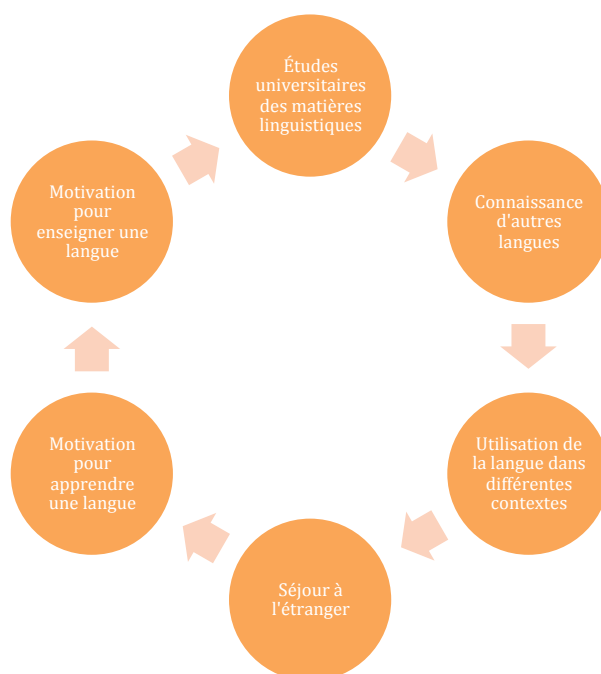 Études
universitaires
des matières
linguistiques
Connaissance
d'autres
langues
Utilisation de
la langue dans
différentes
contextes
Séjour à
l'étranger
Motivation
pour
apprendre
une langue
Motivation
pour
enseigner une
langue